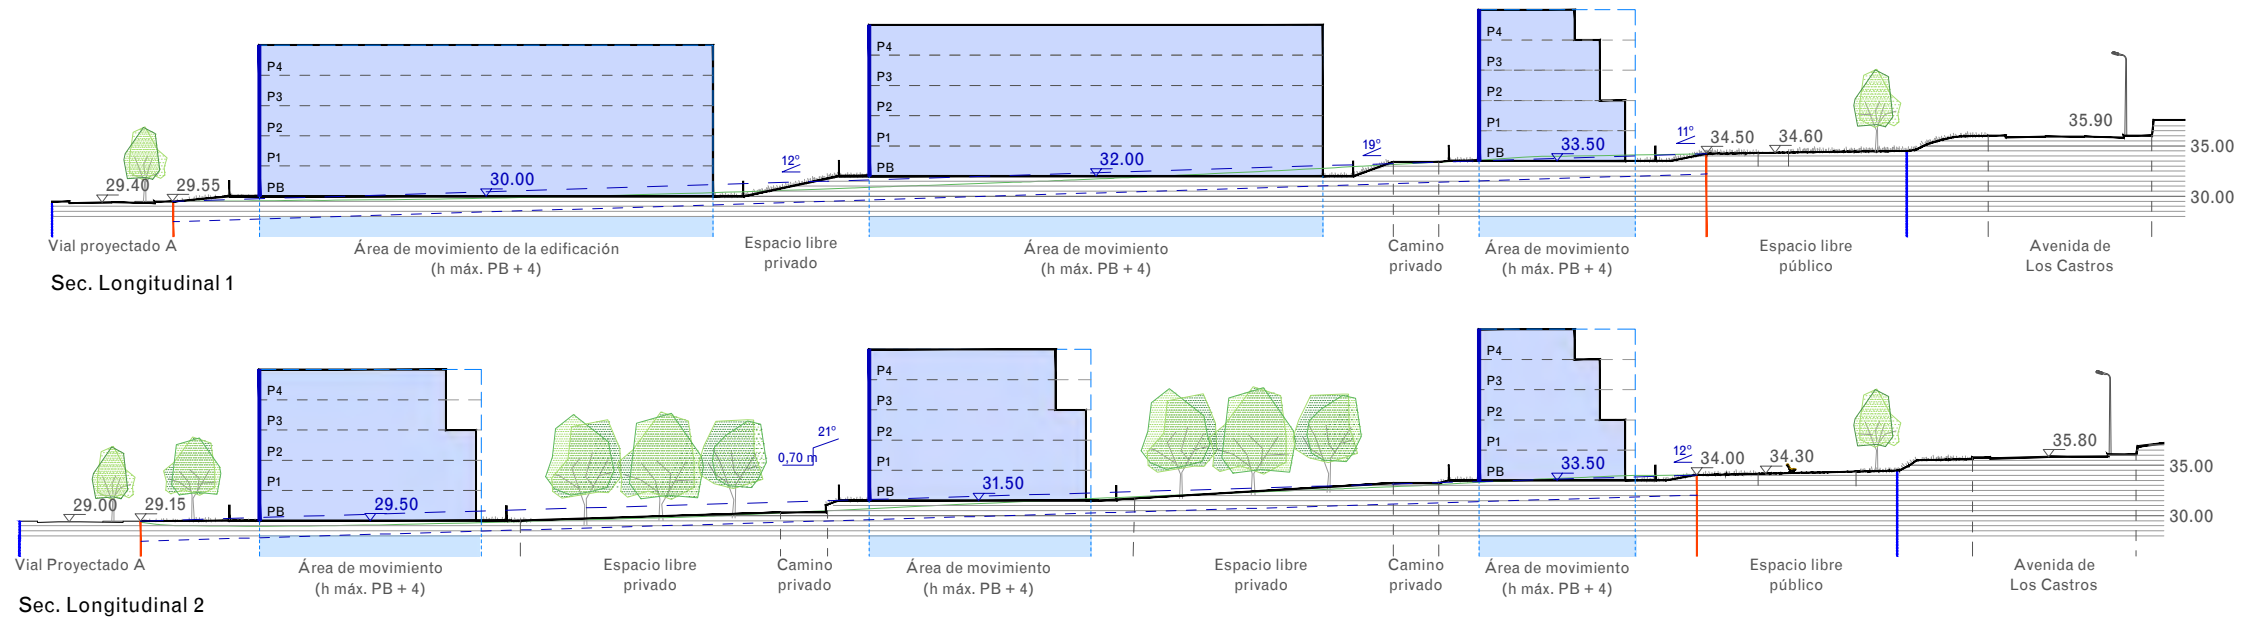 P4
P3
P2
P1
PB
29.40
29.55
30.00
12º
P4
P3
P2
P1
PB
32.00
19º
P4
P3
P2
P1
PB
33.50
11º
34.50
34.60
35.90
35.00
30.00
Vial proyectado A
Área de movimiento de la edificación
(h máx. PB + 4)
Espacio libre
privado
Área de movimiento
(h máx. PB + 4)
Camino
privado
Área de movimiento
(h máx. PB + 4)
Espacio libre
público
Avenida de
Los Castros
Sec. Longitudinal 1
P4
P3
P2
P1
PB
29.00
29.15
29.50
21º
0,70 m
P4
P3
P2
P1
PB
31.50
P4
P3
P2
P1
PB
33.50
12º
34.00
34.30
35.80
35.00
30.00
Vial Proyectado A
Área de movimiento
(h máx. PB + 4)
Espacio libre
privado
Camino
privado
Área de movimiento
(h máx. PB + 4)
Espacio libre
privado
Camino
privado
Área de movimiento
(h máx. PB + 4)
Espacio libre
público
Avenida de
Los Castros
Sec. Longitudinal 2